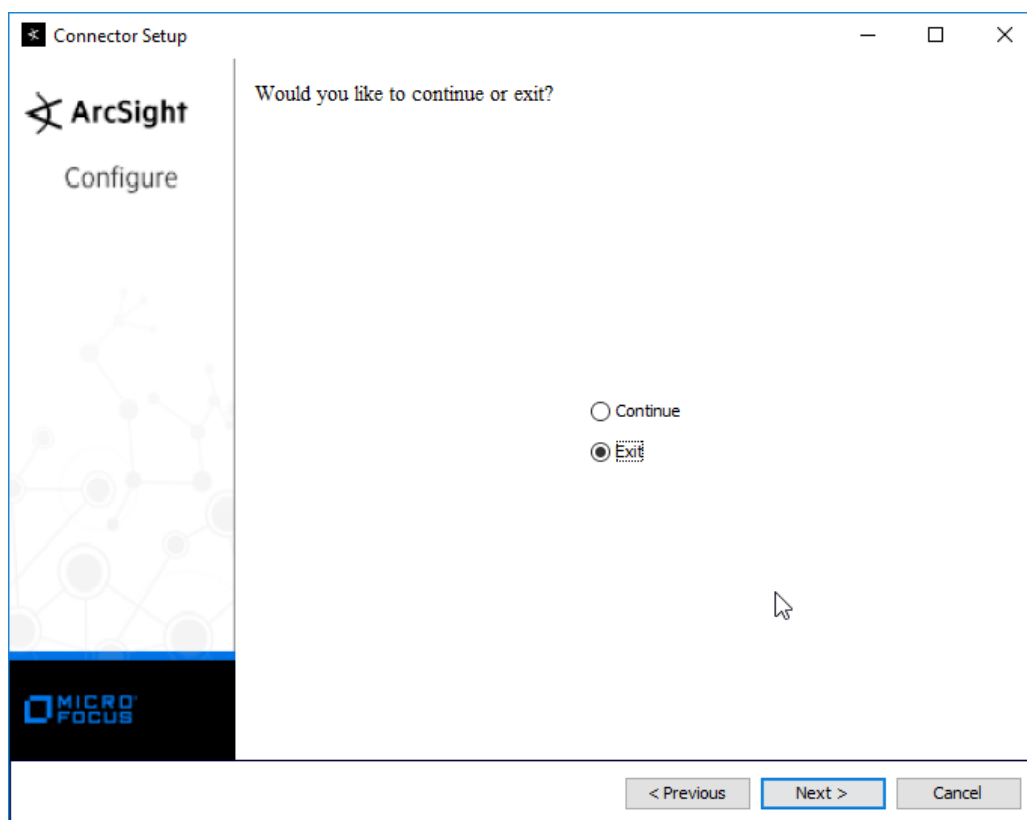 Connector Setup
ArcSight
Configure
Would you like to continue or exit?
Continue
Exit
MICRO
FOCUS
< Previous
Next >
Cancel